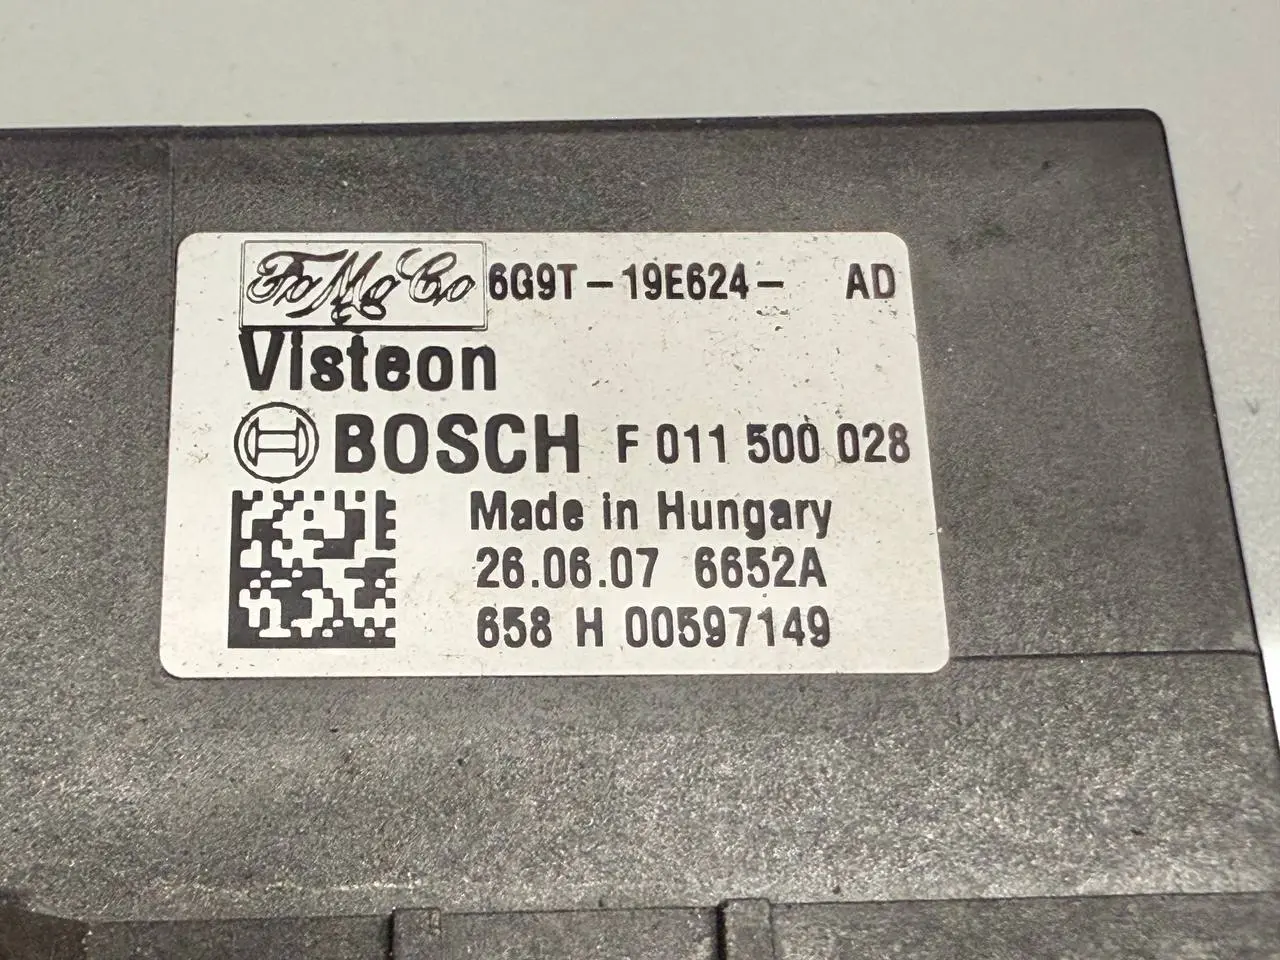 FoMoCo 6G9T-19E624- AD
Visteon
BOSCH F 011 500 028
Made in Hungary
26.06.07 6652A
658 H 00597149